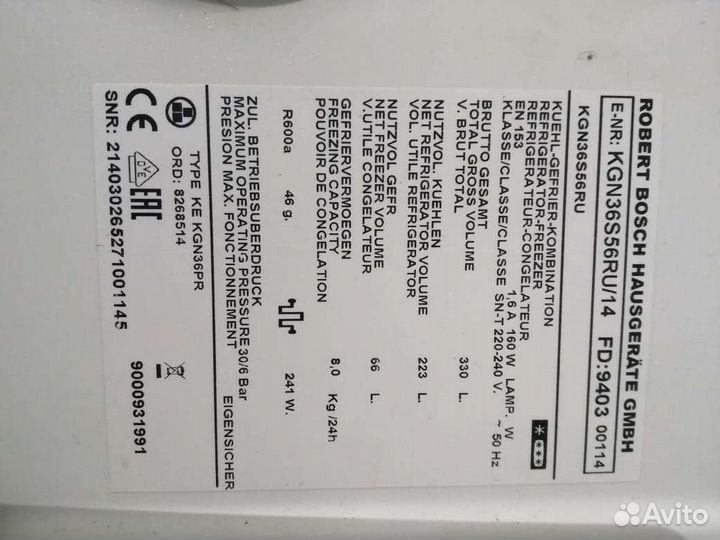 ROBERT BOSCH HAUSGERÄTE GMBH
E-NR: KGN36S56RU/14 FD:9403 00114
KGN36S56RU
KUEHL-GEFRIER-KOMBINATION
REFRIGERATOR-FREEZER
REFRIGERATEUR-CONGELATEUR
EN 153 1,6 A 160 W LAMP. W
KLASSE/CLASSE/CLASSE SN-T 220-240 V. ~ 50 Hz
BRUTTO GESAMT
TOTAL GROSS VOLUME 330 L.
V. BRUT TOTAL
NUTZVOL. KUEHLEN
NET REFRIGERATOR VOLUME 223 L.
VOL. UTILE REFRIGERATOR
NUTZVOL GEFR
NET FREEZER VOLUME 66 L.
V.UTILE CONGELATEUR
GEFRIERVERMOEGEN
FREEZING CAPACITY 8,0 Kg /24h
POUVOIR DE CONGELATION
R600a 46 g. 241 W.
ZUL. BETRIEBSUBERDRUCK
MAXIMUM OPERATING PRESSURE 30/6 Bar
PRESION MAX. FONCTIONNEMENT EIGENSICHER
TYPE KE KGN36PR
ORD: 8268514
CE DVE EAC
SNR: 214030265271001145 9000931991
Avito